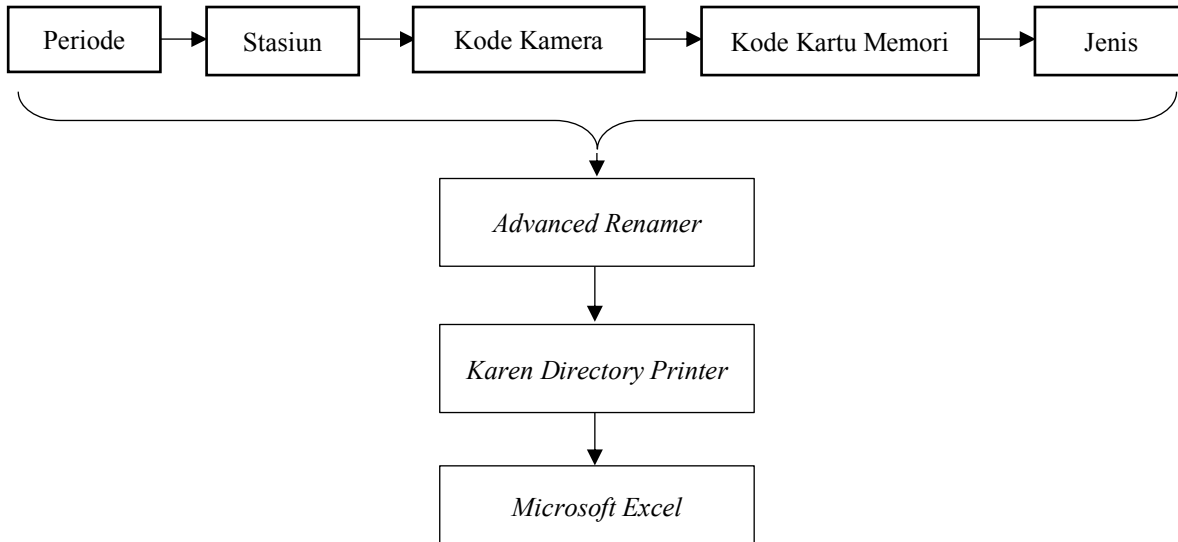 Periode
Stasiun
Kode Kamera
Kode Kartu Memori
Jenis
Advanced Renamer
Karen Directory Printer
Microsoft Excel